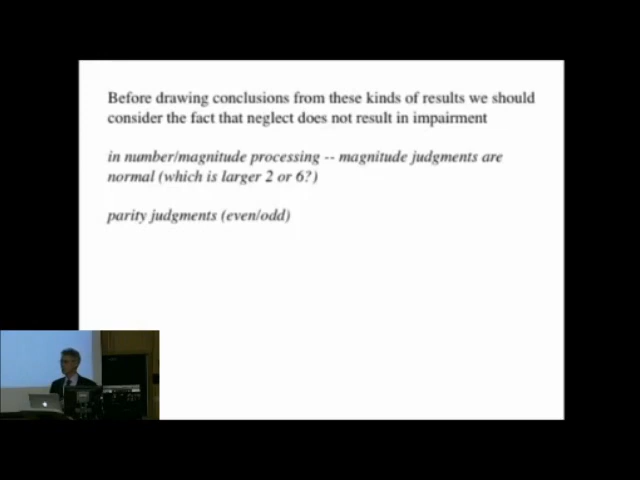 Before drawing conclusions from these kinds of results we should
consider the fact that neglect does not result in impairment
in number/magnitude processing -- magnitude judgments are
normal (which is larger 2 or 6?)
parity judgments (even/odd)